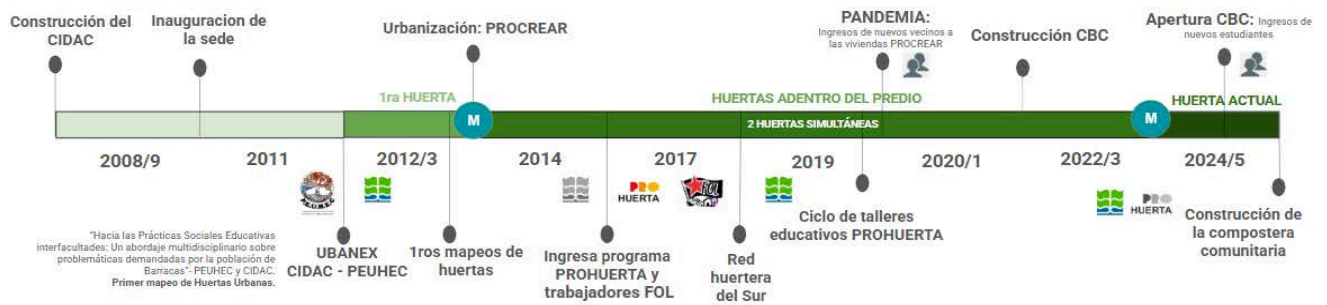 Construcción del
CIDAC
Inauguracion de
la sede
Urbanización: PROCREAR
PANDEMIA:
Ingresos de nuevos vecinos a
las viviendas PROCREAR
Construcción CBC
Apertura CBC: Ingresos de
nuevos estudiantes
1ra HUERTA
HUERTAS ADENTRO DEL PREDIO
HUERTA ACTUAL
M
2 HUERTAS SIMULTÁNEAS
M
2008/9
2011
2012/3
2014
2017
2019
2020/1
2022/3
2024/5
P.E.U.H.E.C
PRO
HUERTA
FOL
PRO
HUERTA
"Hacia las Prácticas Sociales Educativas
interfacultades: Un abordaje multidisciplinario sobre
problemáticas demandadas por la población de
Barracas"- PEUHEC y CIDAC.
Primer mapeo de Huertas Urbanas.
UBANEX
CIDAC - PEUHEC
1ros mapeos de
huertas
Ingresa programa
PROHUERTA y
trabajadores FOL
Red
huertera
del Sur
Ciclo de talleres
educativos PROHUERTA
Construcción de
la compostera
comunitaria